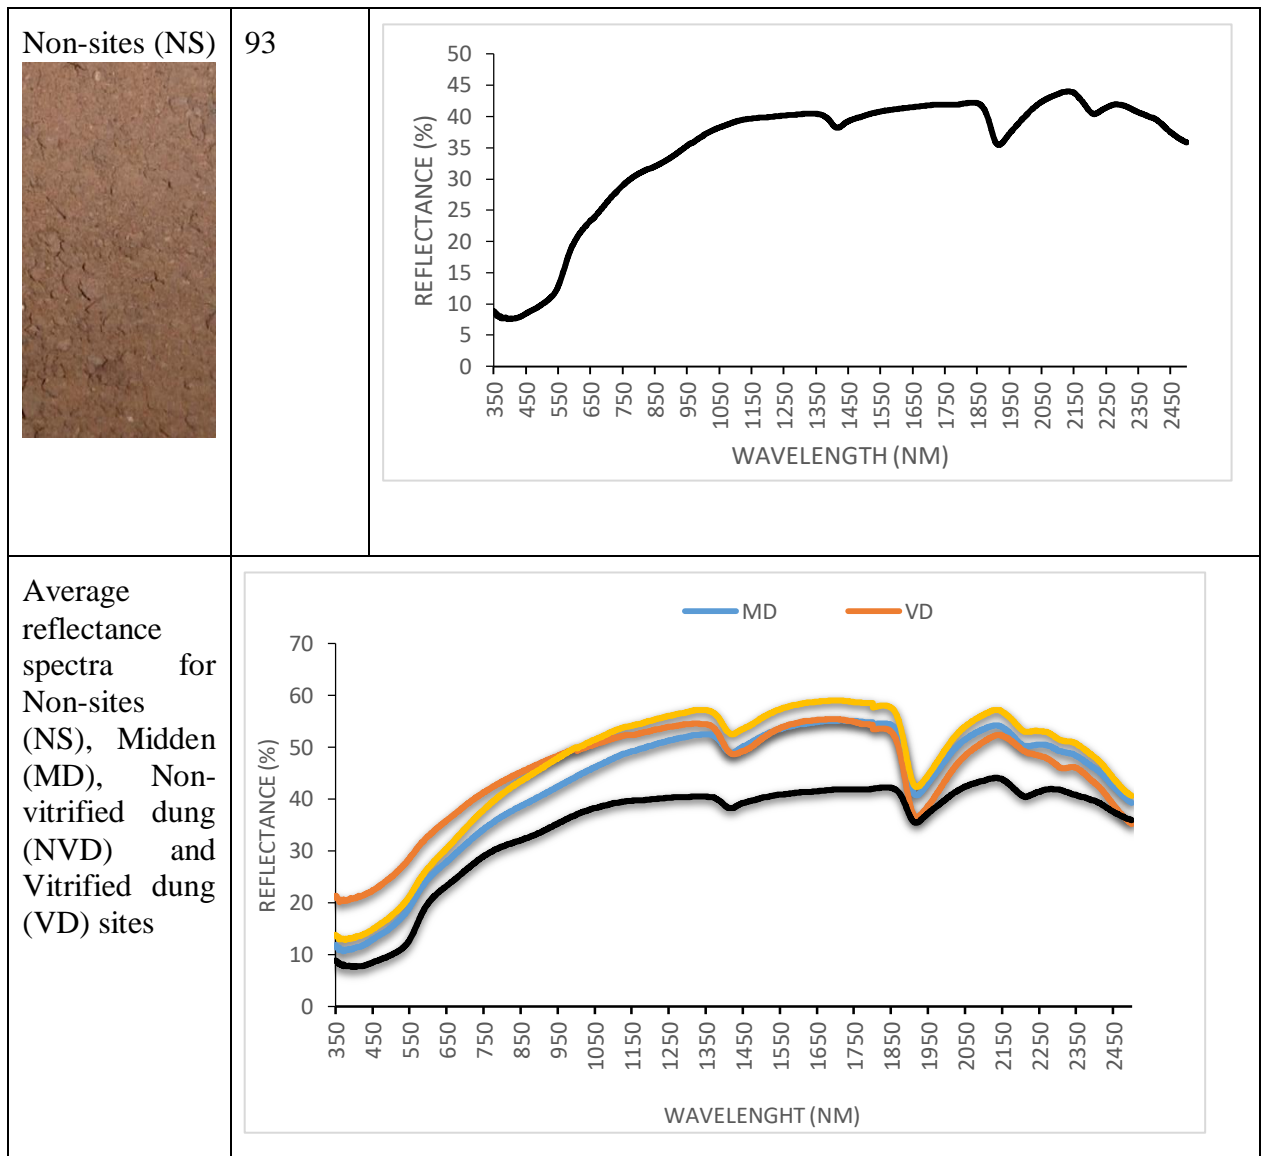 Non-sites (NS)
93
50
45
40
35
30
25
20
15
10
5
0
REFLECTANCE (%)
350 450 550 650 750 850 950 1050 1150 1250 1350 1450 1550 1650 1750 1850 1950 2050 2150 2250 2350 2450
WAVELENGTH (NM)
Average
reflectance
spectra for
Non-sites
(NS), Midden
(MD), Non-
vitrified dung
(NVD) and
Vitrified dung
(VD) sites
MD VD
70
60
50
40
30
20
10
0
REFLECTANCE (%)
350 450 550 650 750 850 950 1050 1150 1250 1350 1450 1550 1650 1750 1850 1950 2050 2150 2250 2350 2450
WAVELENGHT (NM)